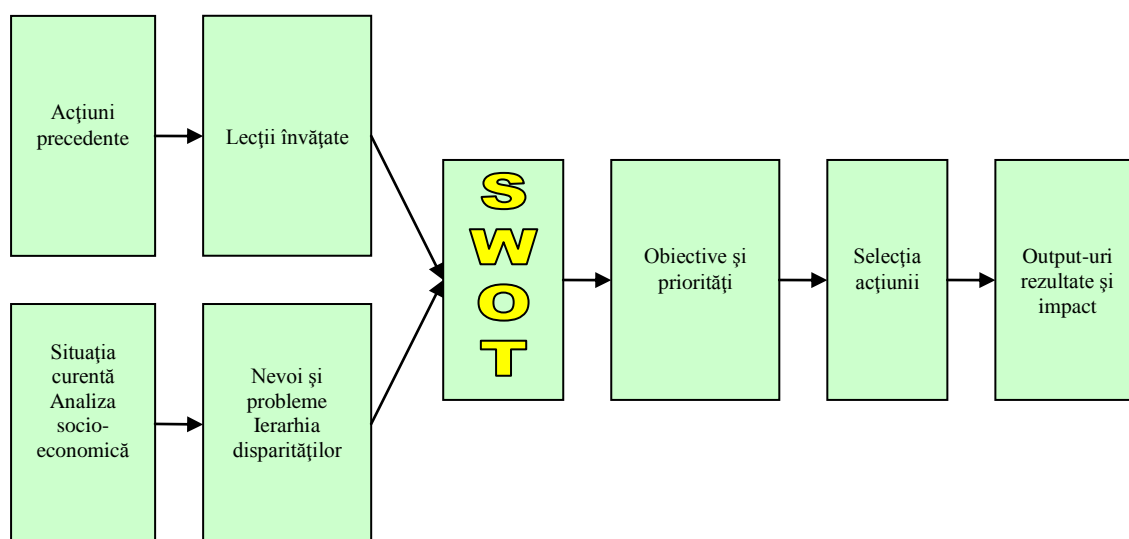 Acţiuni
precedente
Lecţii învăţate
Situaţia
curentă
Analiza
socio-
economică
Nevoi şi
probleme
Ierarhia
disparităţilor
S
W
O
T
Obiective şi
priorităţi
Selecţia
acţiunii
Output-uri
rezultate şi
impact